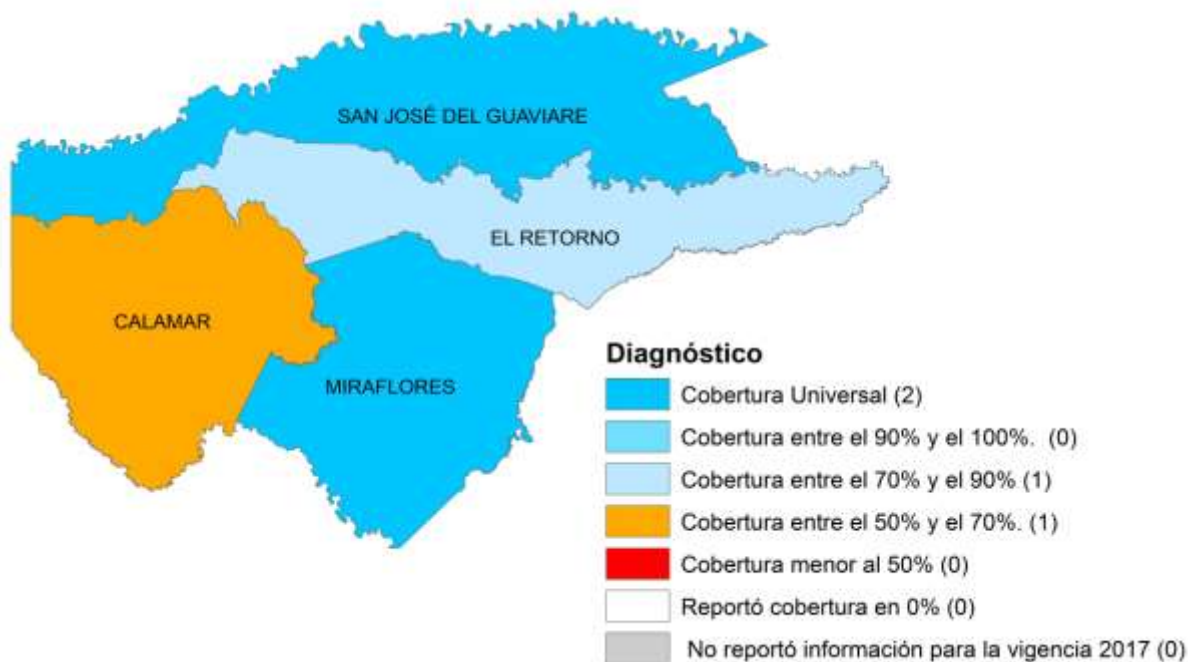 SAN JOSÉ DEL GUAVIARE
EL RETORNO
CALAMAR
MIRAFLORES
Diagnóstico
Cobertura Universal (2)
Cobertura entre el 90% y el 100%. (0)
Cobertura entre el 70% y el 90% (1)
Cobertura entre el 50% y el 70%. (1)
Cobertura menor al 50% (0)
Reportó cobertura en 0% (0)
No reportó información para la vigencia 2017 (0)